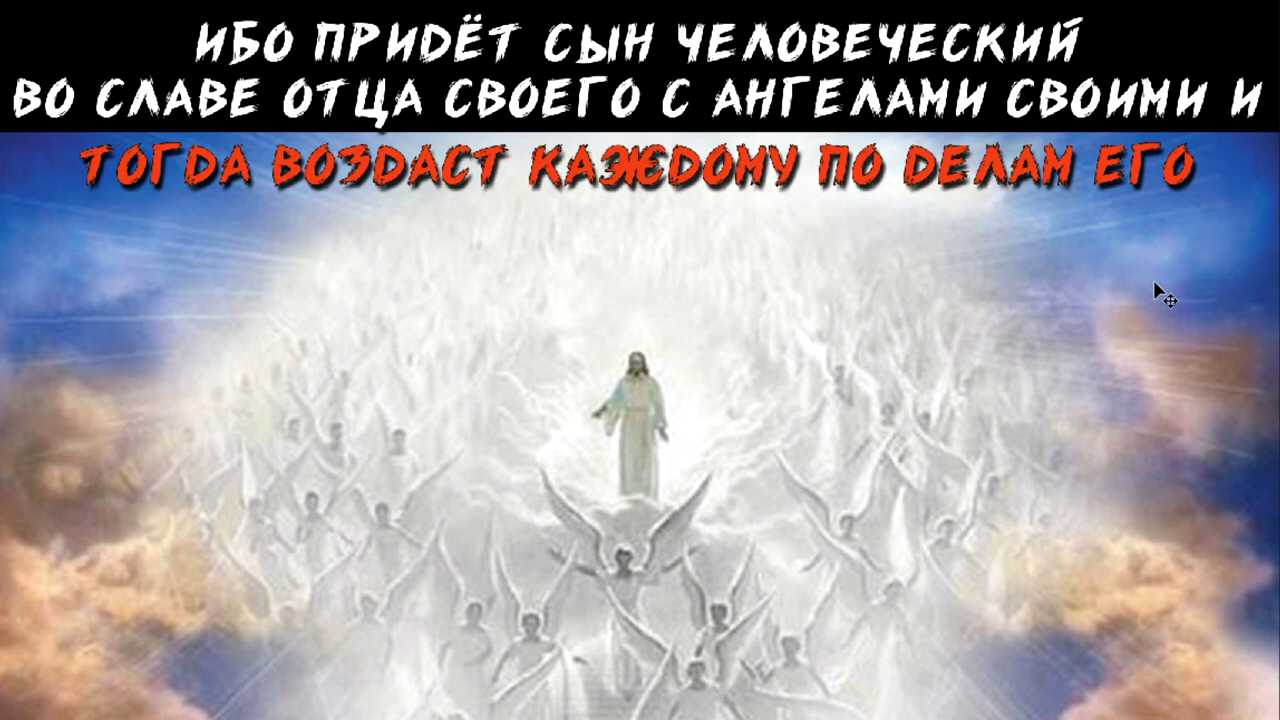 ИБО ПРИДЁТ СЫН ЧЕЛОВЕЧЕСКИЙ
ВО СЛАВЕ ОТЦА СВОЕГО С АНГЕЛАМИ СВОИМИ И
ТОГДА ВОЗДАСТ КАЖДОМУ ПО ДЕЛАМ ЕГО